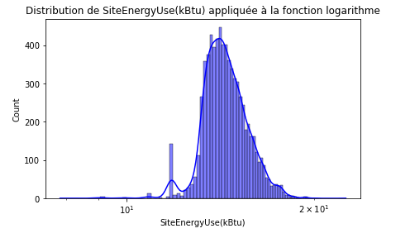 Distribution de SiteEnergyUse(kBtu) appliquée à la fonction logarithme
400
300
200
100
0
Count
10¹
2 × 10¹
SiteEnergyUse(kBtu)